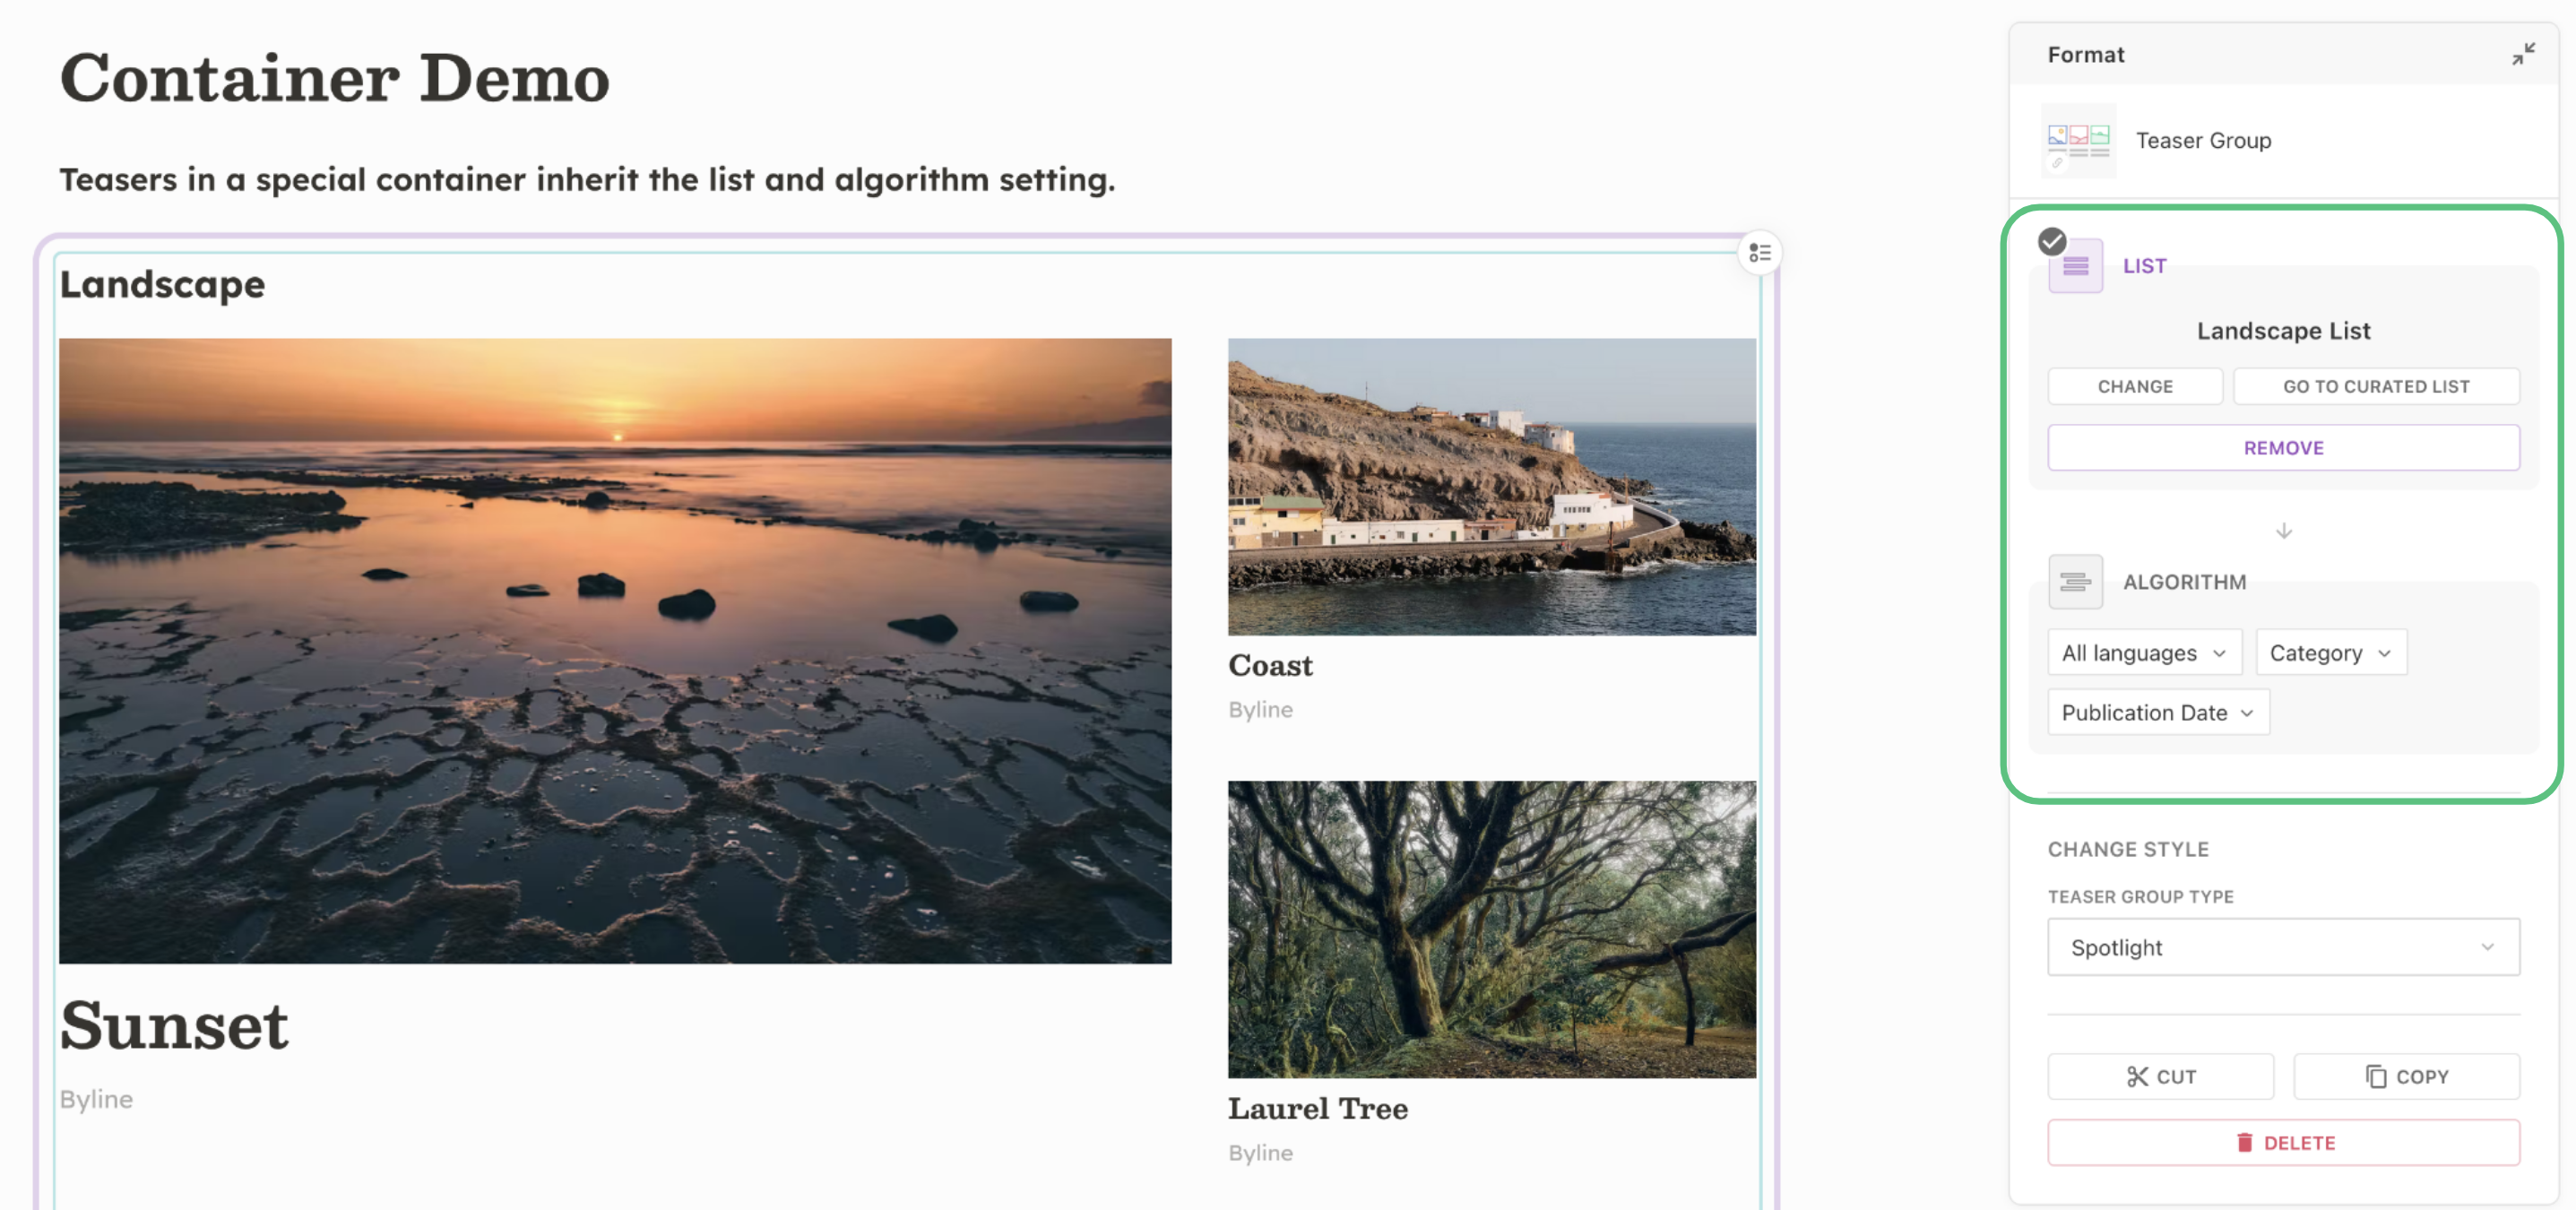 Container Demo
Teasers in a special container inherit the list and algorithm setting.
Landscape
Sunset
Byline
Coast
Byline
Laurel Tree
Byline
Format
Teaser Group
LIST
Landscape List
CHANGE
GO TO CURATED LIST
REMOVE
ALGORITHM
All languages
Category
Publication Date
CHANGE STYLE
TEASER GROUP TYPE
Spotlight
CUT
COPY
DELETE